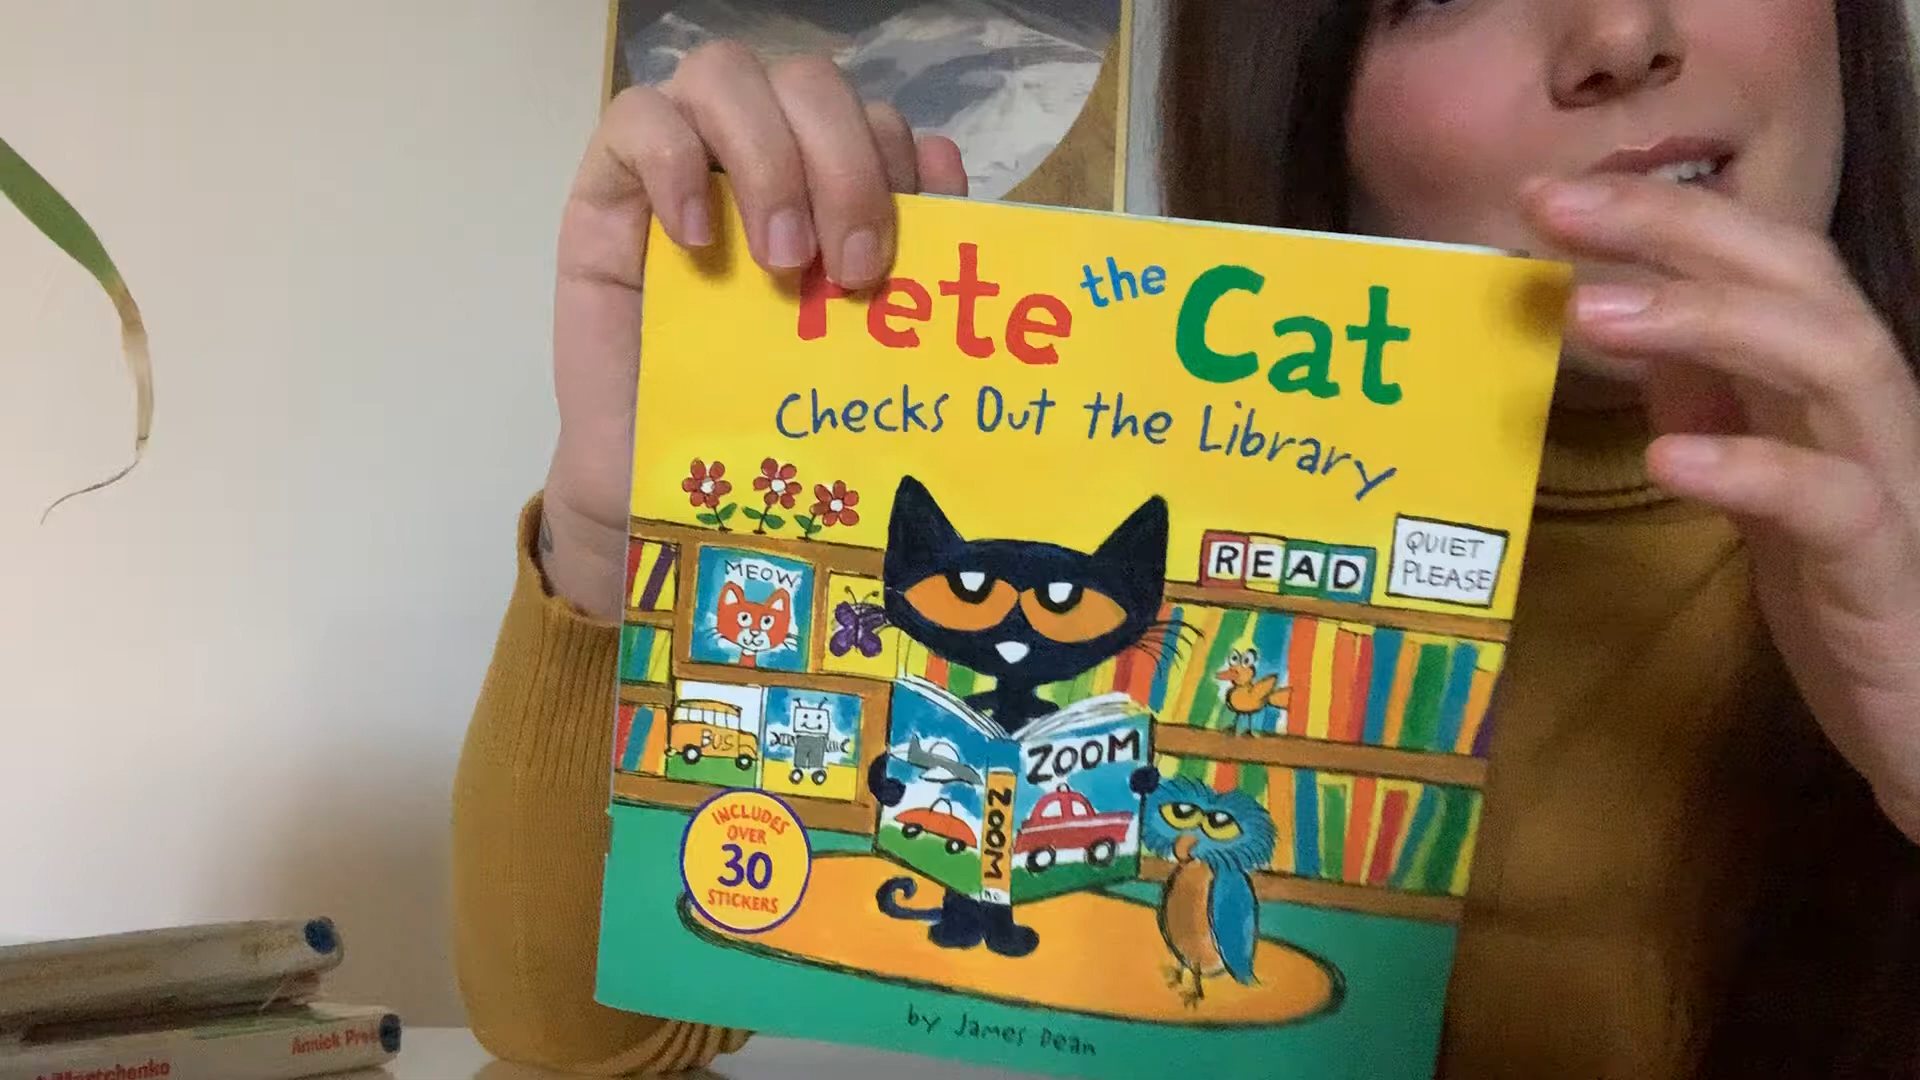 Pete the Cat
Checks Out the Library
MEOW
READ
QUIET
PLEASE
BUS
ZOOM
ZOOM
INCLUDES
OVER
30
STICKERS
by James Dean
Annick Press